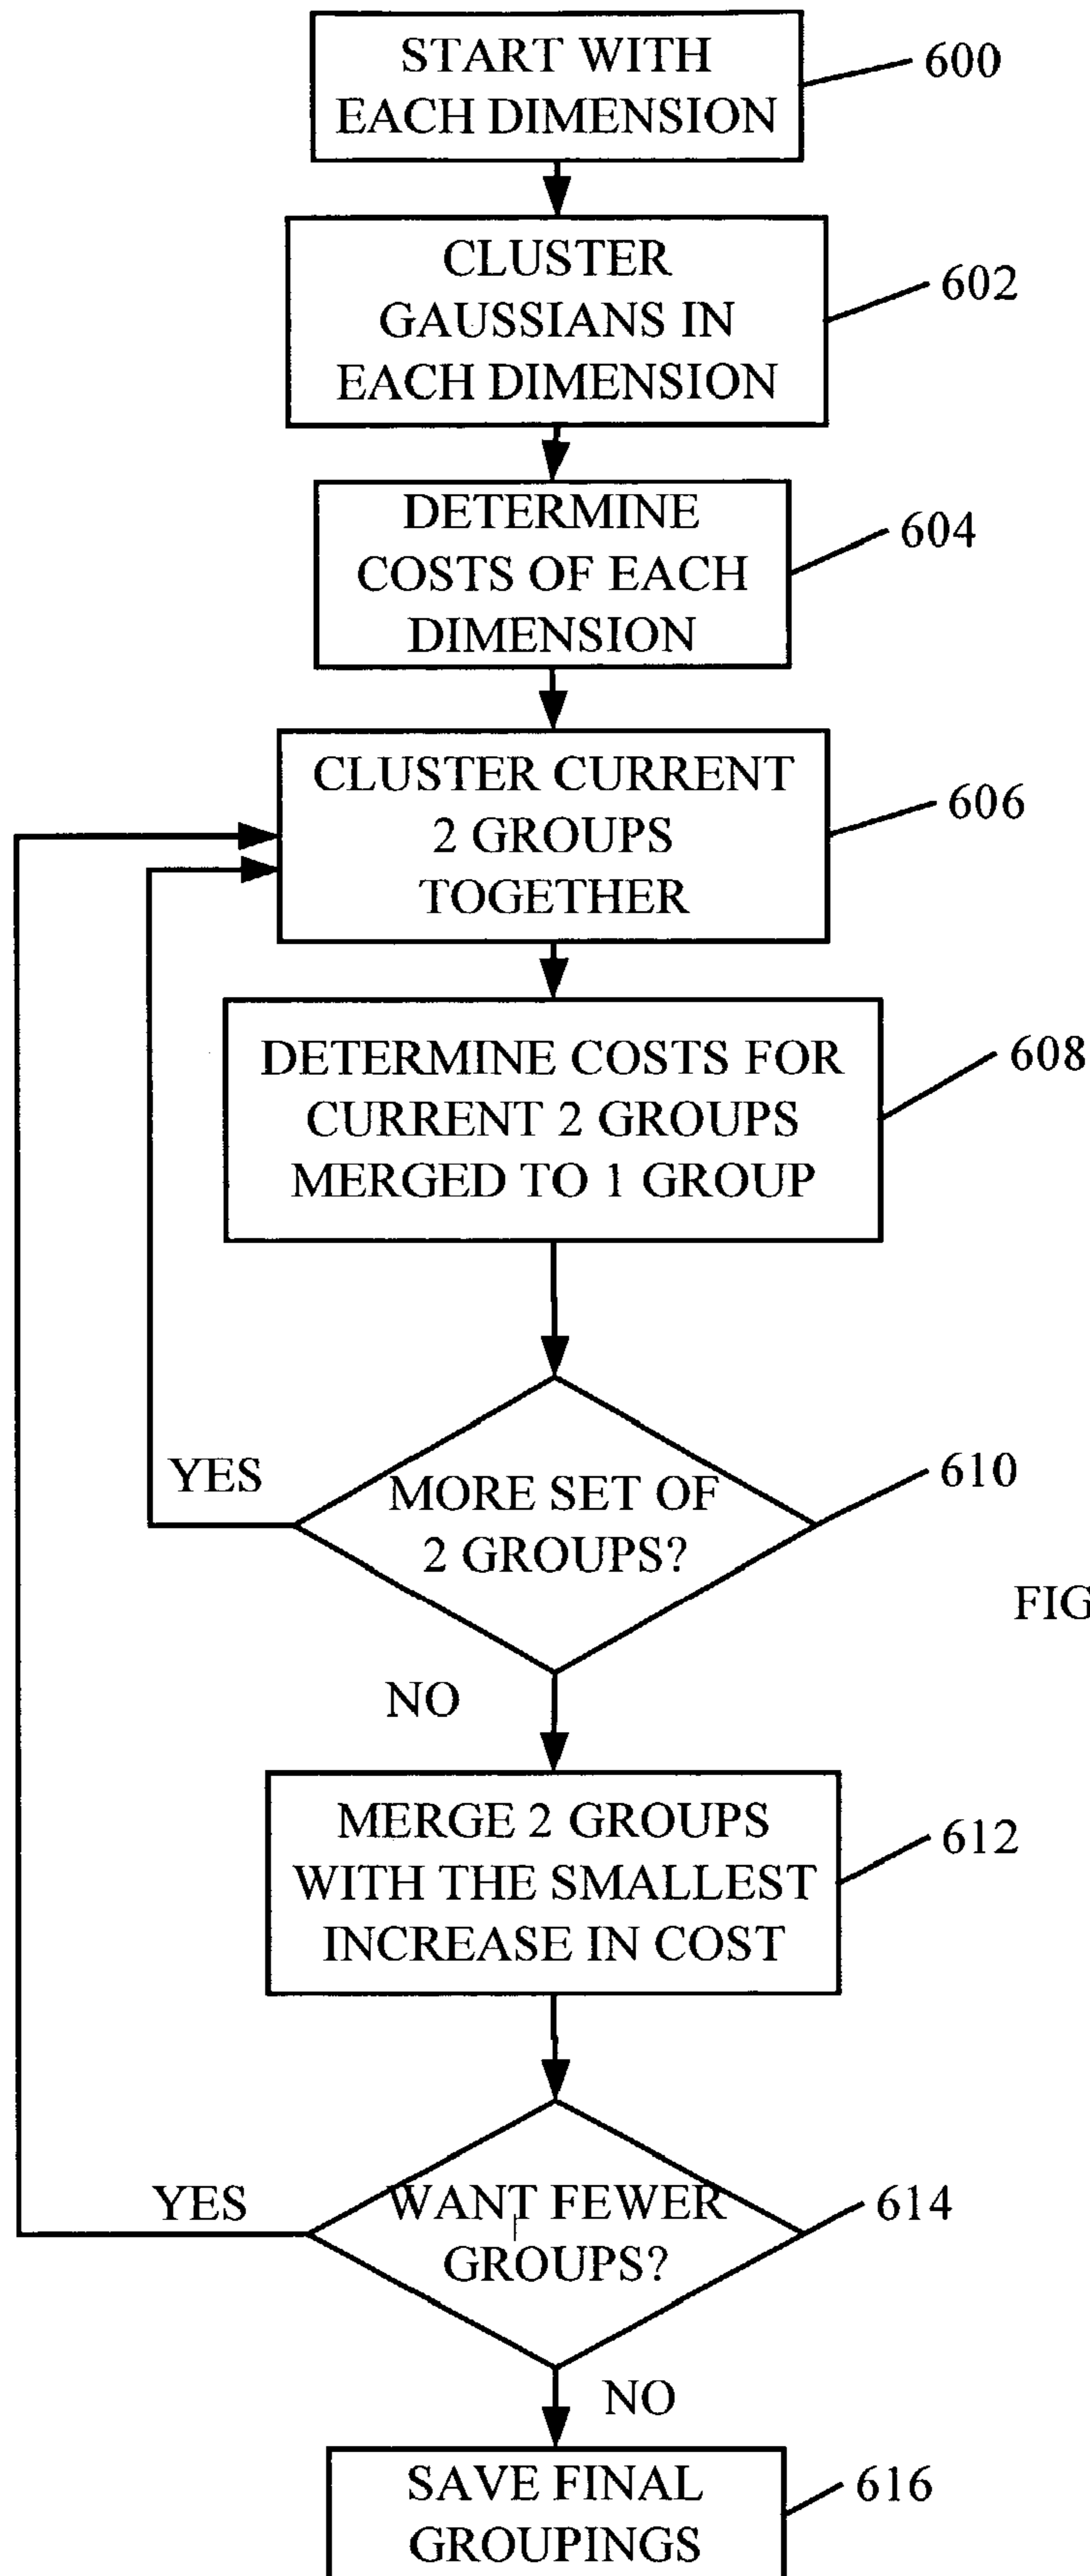 START WITH
EACH DIMENSION
600
CLUSTER
GAUSSIANS IN
EACH DIMENSION
602
DETERMINE
COSTS OF EACH
DIMENSION
604
CLUSTER CURRENT
2 GROUPS
TOGETHER
606
DETERMINE COSTS FOR
CURRENT 2 GROUPS
MERGED TO 1 GROUP
608
YES
MORE SET OF
2 GROUPS?
610
FIG
NO
MERGE 2 GROUPS
WITH THE SMALLEST
INCREASE IN COST
612
YES
WANT FEWER
GROUPS?
614
NO
SAVE FINAL
GROUPINGS
616